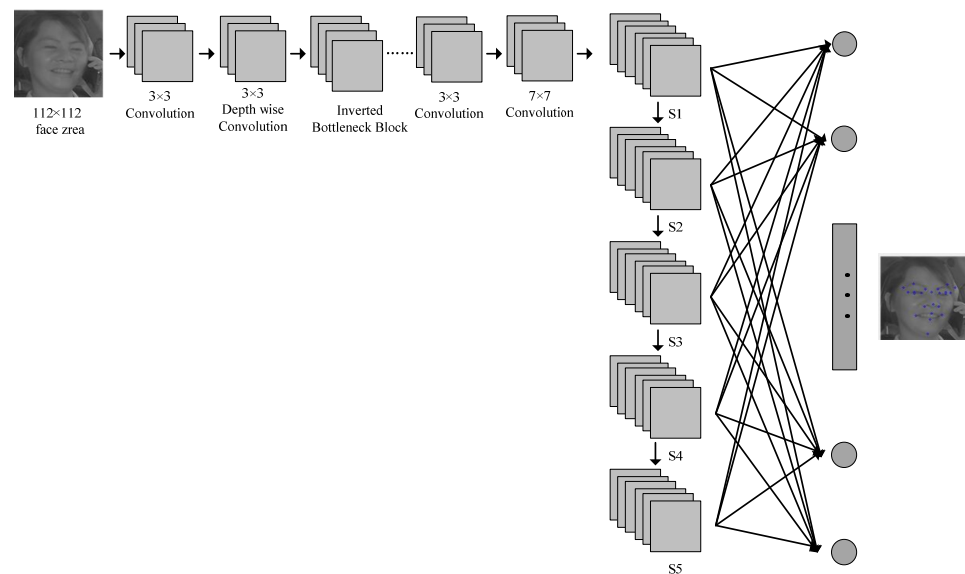 112×112
face zrea
3×3
Convolution
3×3
Depth wise
Convolution
Inverted
Bottleneck Block
......
3×3
Convolution
7×7
Convolution
S1
S2
S3
S4
S5